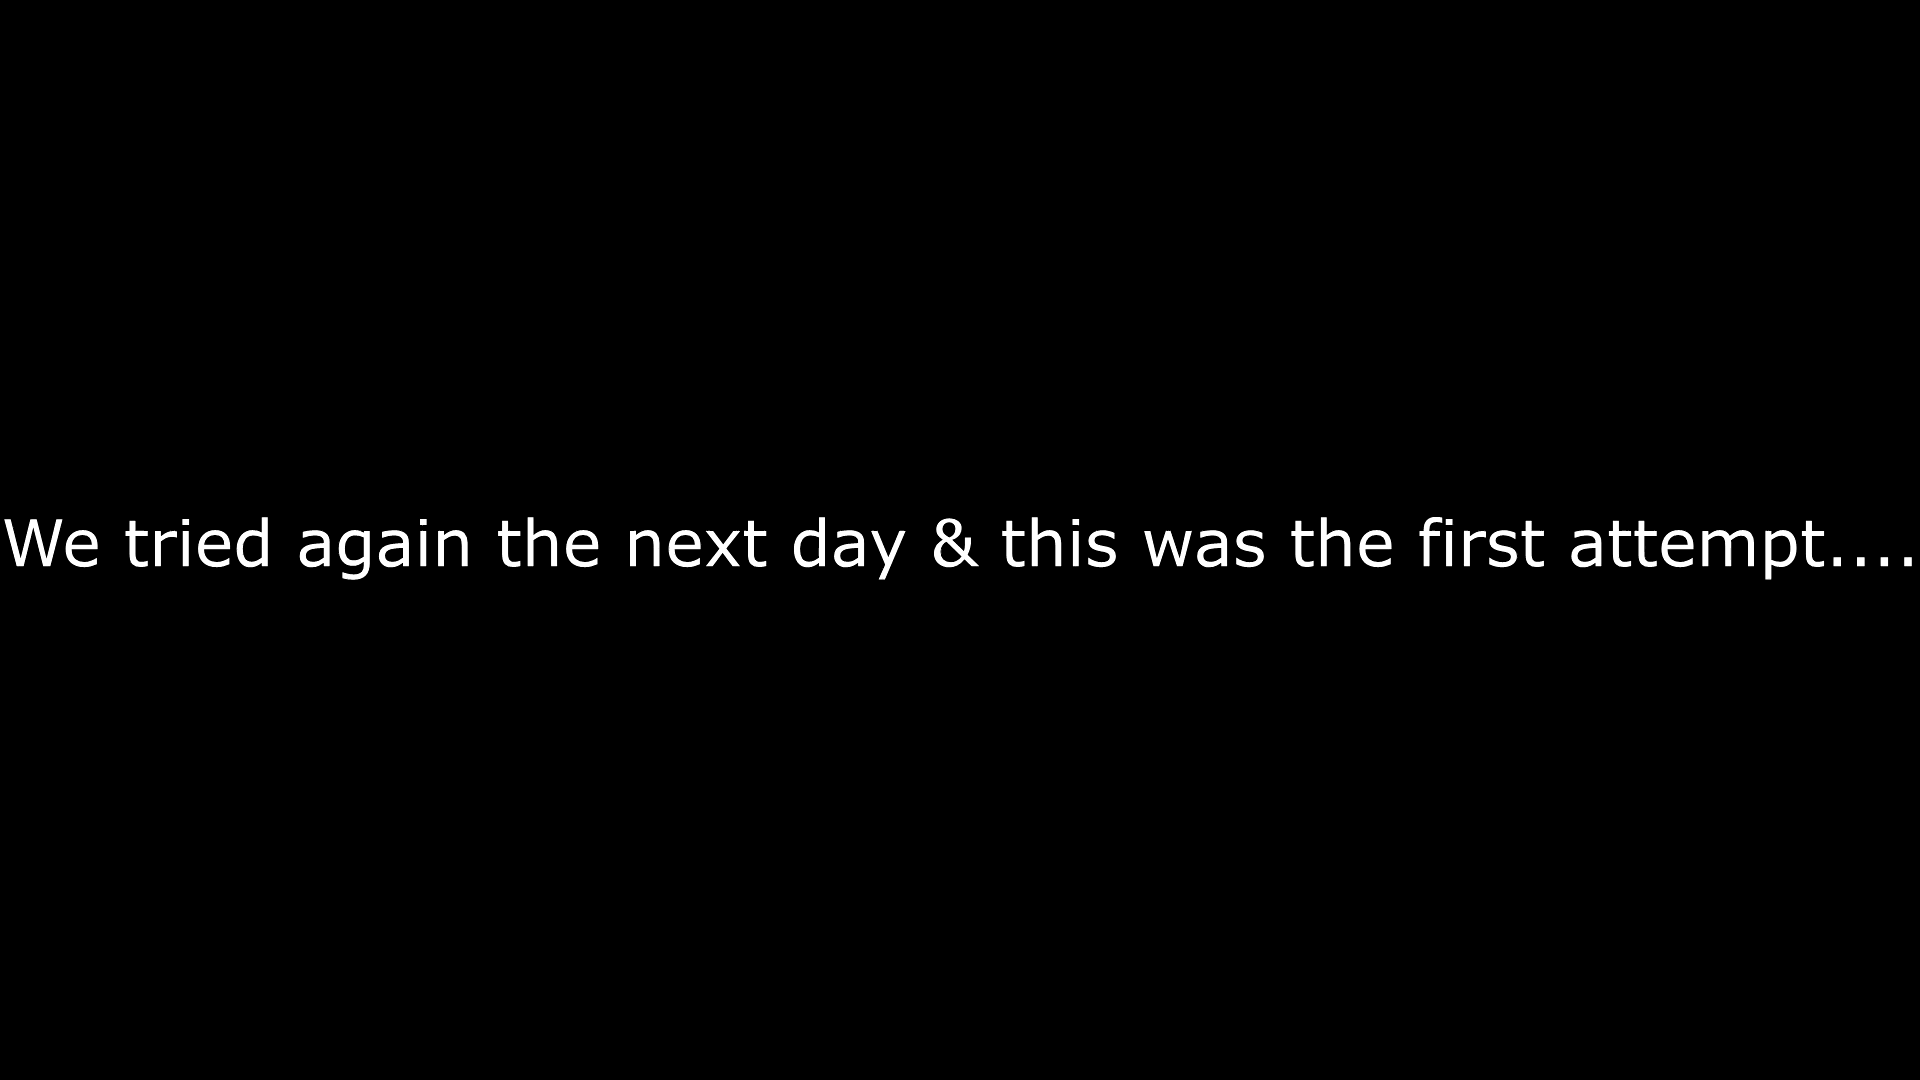 We tried again the next day & this was the first attempt....